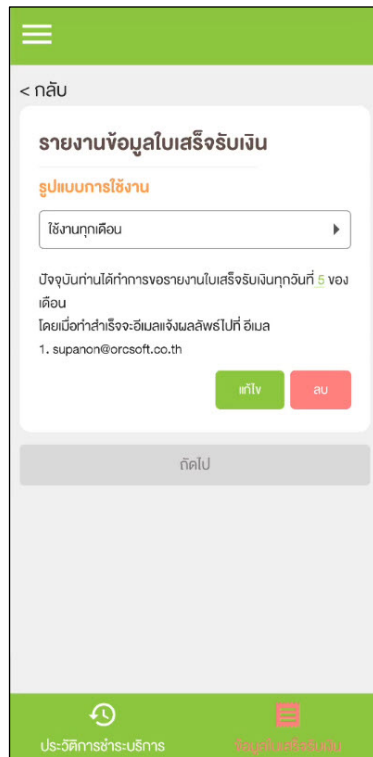 < กลับ
รายงานข้อมูลใบเสร็จรับเงิน
รูปแบบการใช้งาน
ใช้งานทุกเดือน
ปัจจุบันท่านได้ทำการขอรายงานใบเสร็จรับเงินทุกวันที่ 5 ของ
เดือน
โดยเมื่อทำสำเร็จจะอีเมลแจ้งผลลัพธ์ไปที่ อีเมล
1. supanon@orcsoft.co.th
แก้ไข ลบ
ถัดไป
ประวัติการชำระบริการ ข้อมูลใบเสร็จรับเงิน